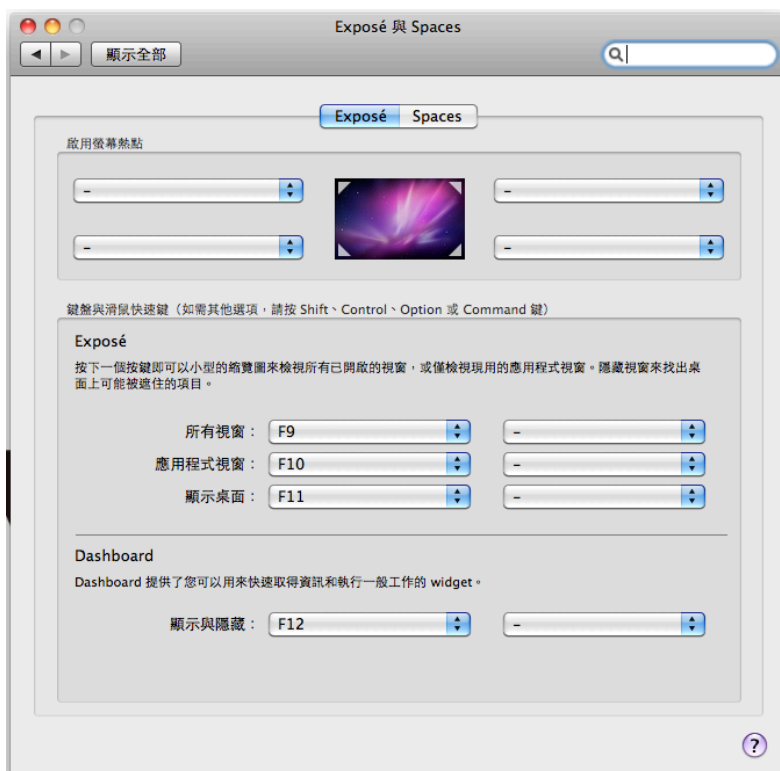 Exposé 與 Spaces
顯示全部
Exposé Spaces
啟用螢幕熱點
– –
– –
鍵盤與滑鼠快速鍵（如需其他選項，請按 Shift、Control、Option 或 Command 鍵）
Exposé
按下一個按鍵即可以小型的縮覽圖來檢視所有已開啟的視窗，或僅檢視現用的應用程式視窗。隱藏視窗來找出桌
面上可能被遮住的項目。
所有視窗： F9 –
應用程式視窗： F10 –
顯示桌面： F11 –
Dashboard
Dashboard 提供了您可以用來快速取得資訊和執行一般工作的 widget。
顯示與隱藏： F12 –
?